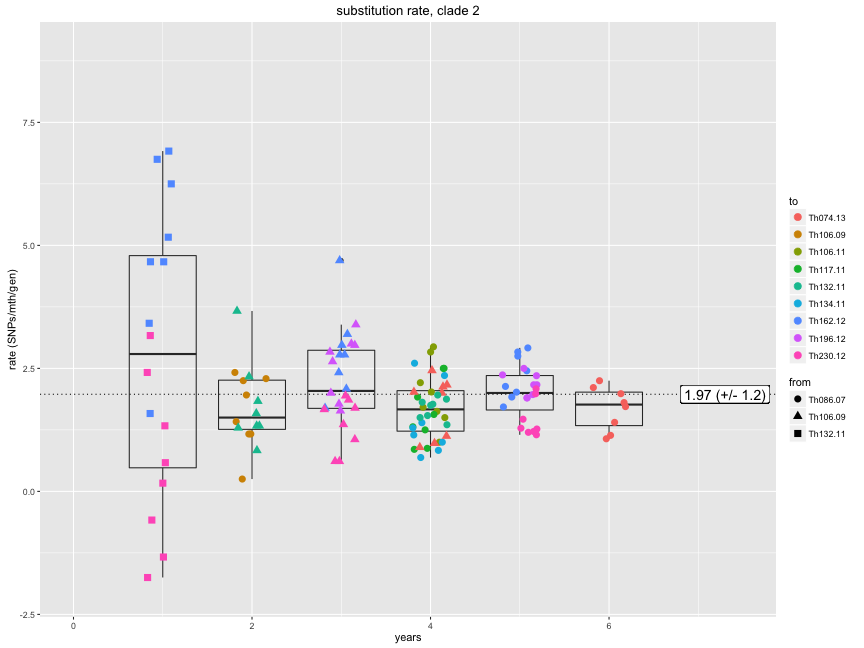 substitution rate, clade 2
7.5
5.0
2.5
0.0
-2.5
rate (SNPs/mth/gen)
1.97 (+/- 1.2)
0
2
4
6
years
to
Th074.13
Th106.09
Th106.11
Th117.11
Th132.11
Th134.11
Th162.12
Th196.12
Th230.12
from
Th086.07
Th106.09
Th132.11